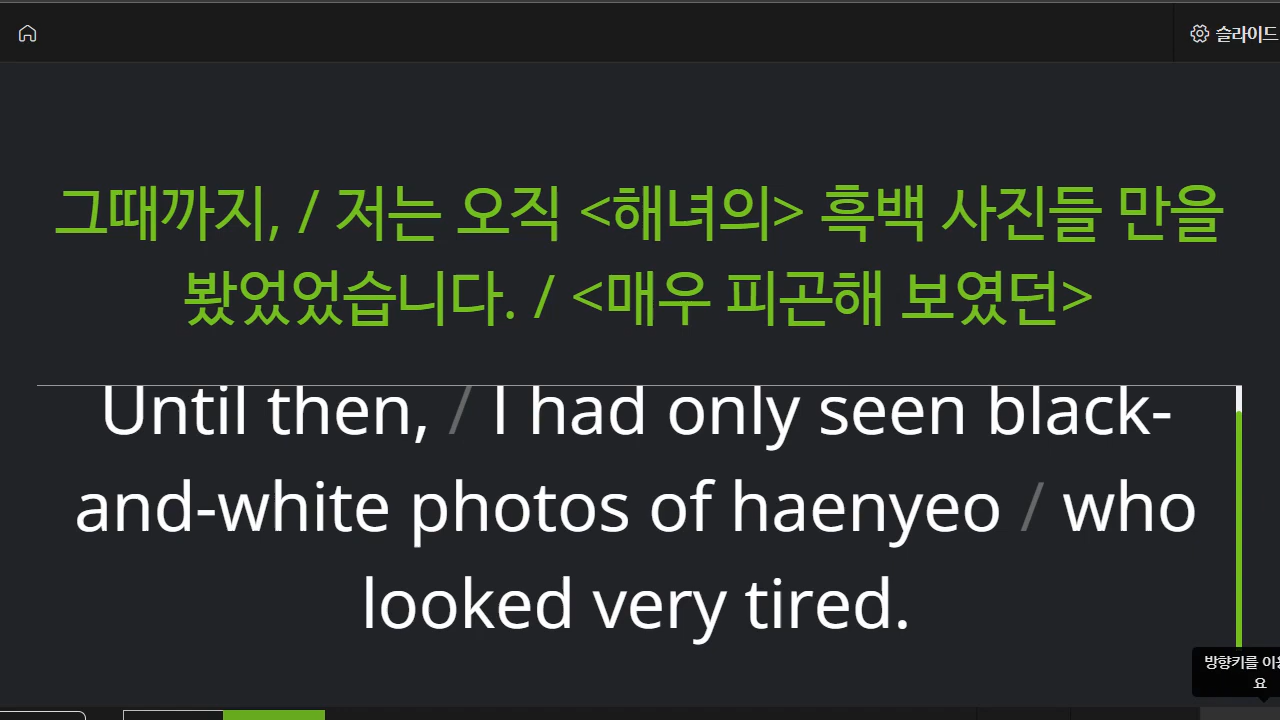 슬라이드
그때까지, / 저는 오직 <해녀의> 흑백 사진들 만을
봤었었습니다. / <매우 피곤해 보였던>
Until then, / I had only seen black-
and-white photos of haenyeo / who
looked very tired.
방향키를 이용
요